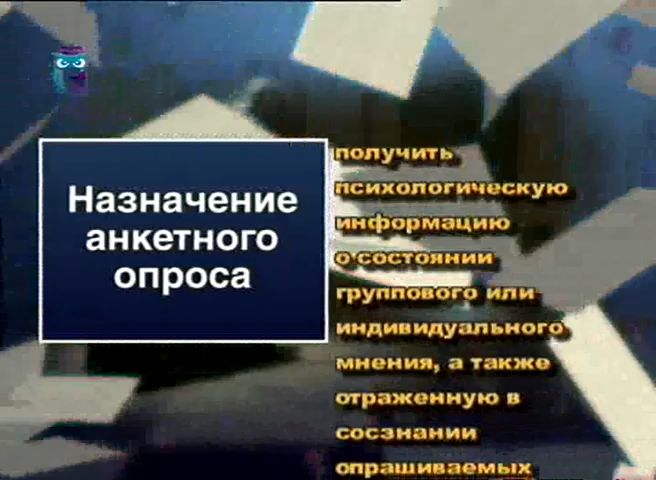 Назначение
анкетного
опроса
получить
психологическую
информацию
о состоянии
группового или
индивидуального
мнения, а также
отраженную в
сосзнании
опрашиваемых